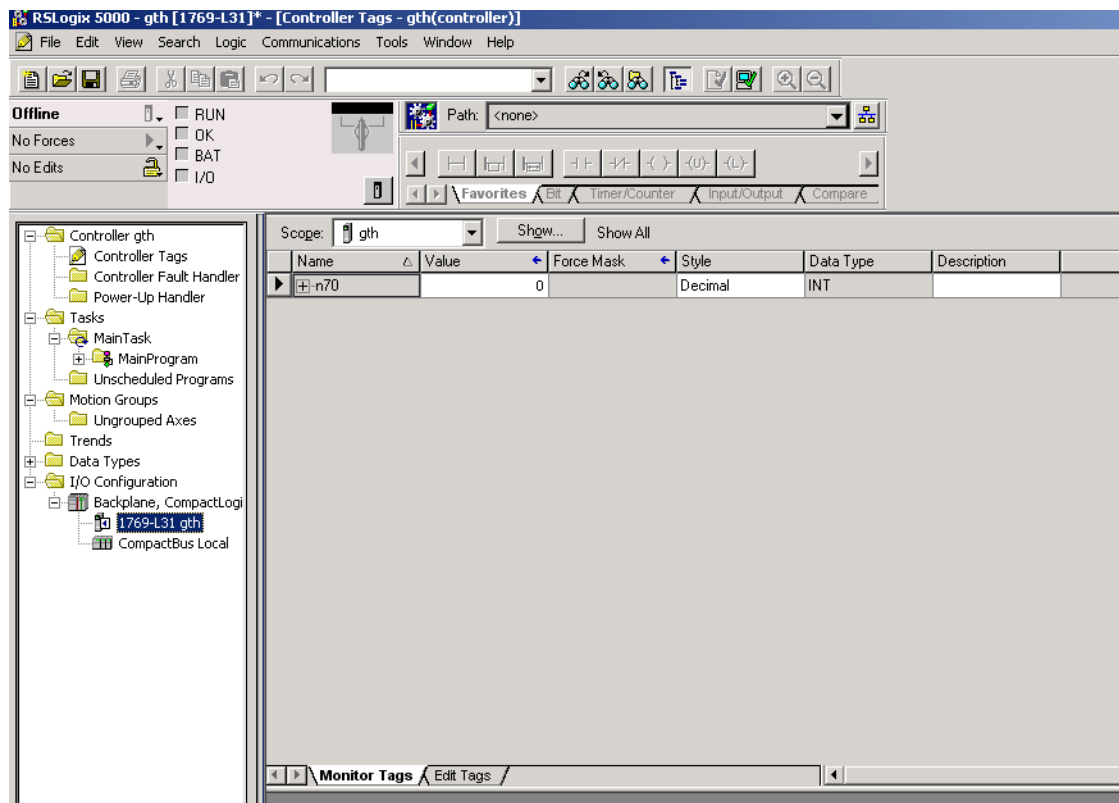 RSLogix 5000 - gth [1769-L31]* - [Controller Tags - gth(controller)]
File Edit View Search Logic Communications Tools Window Help
Offline
RUN
No Forces
OK
No Edits
BAT
I/O
Path: <none>
Favorites Bit Timer/Counter Input/Output Compare
Controller gth
Controller Tags
Controller Fault Handler
Power-Up Handler
Tasks
MainTask
MainProgram
Unscheduled Programs
Motion Groups
Ungrouped Axes
Trends
Data Types
I/O Configuration
Backplane, CompactLogi
1769-L31 gth
CompactBus Local
Scope: gth Show... Show All
Name Value Force Mask Style Data Type Description
n70 0 Decimal INT
Monitor Tags Edit Tags